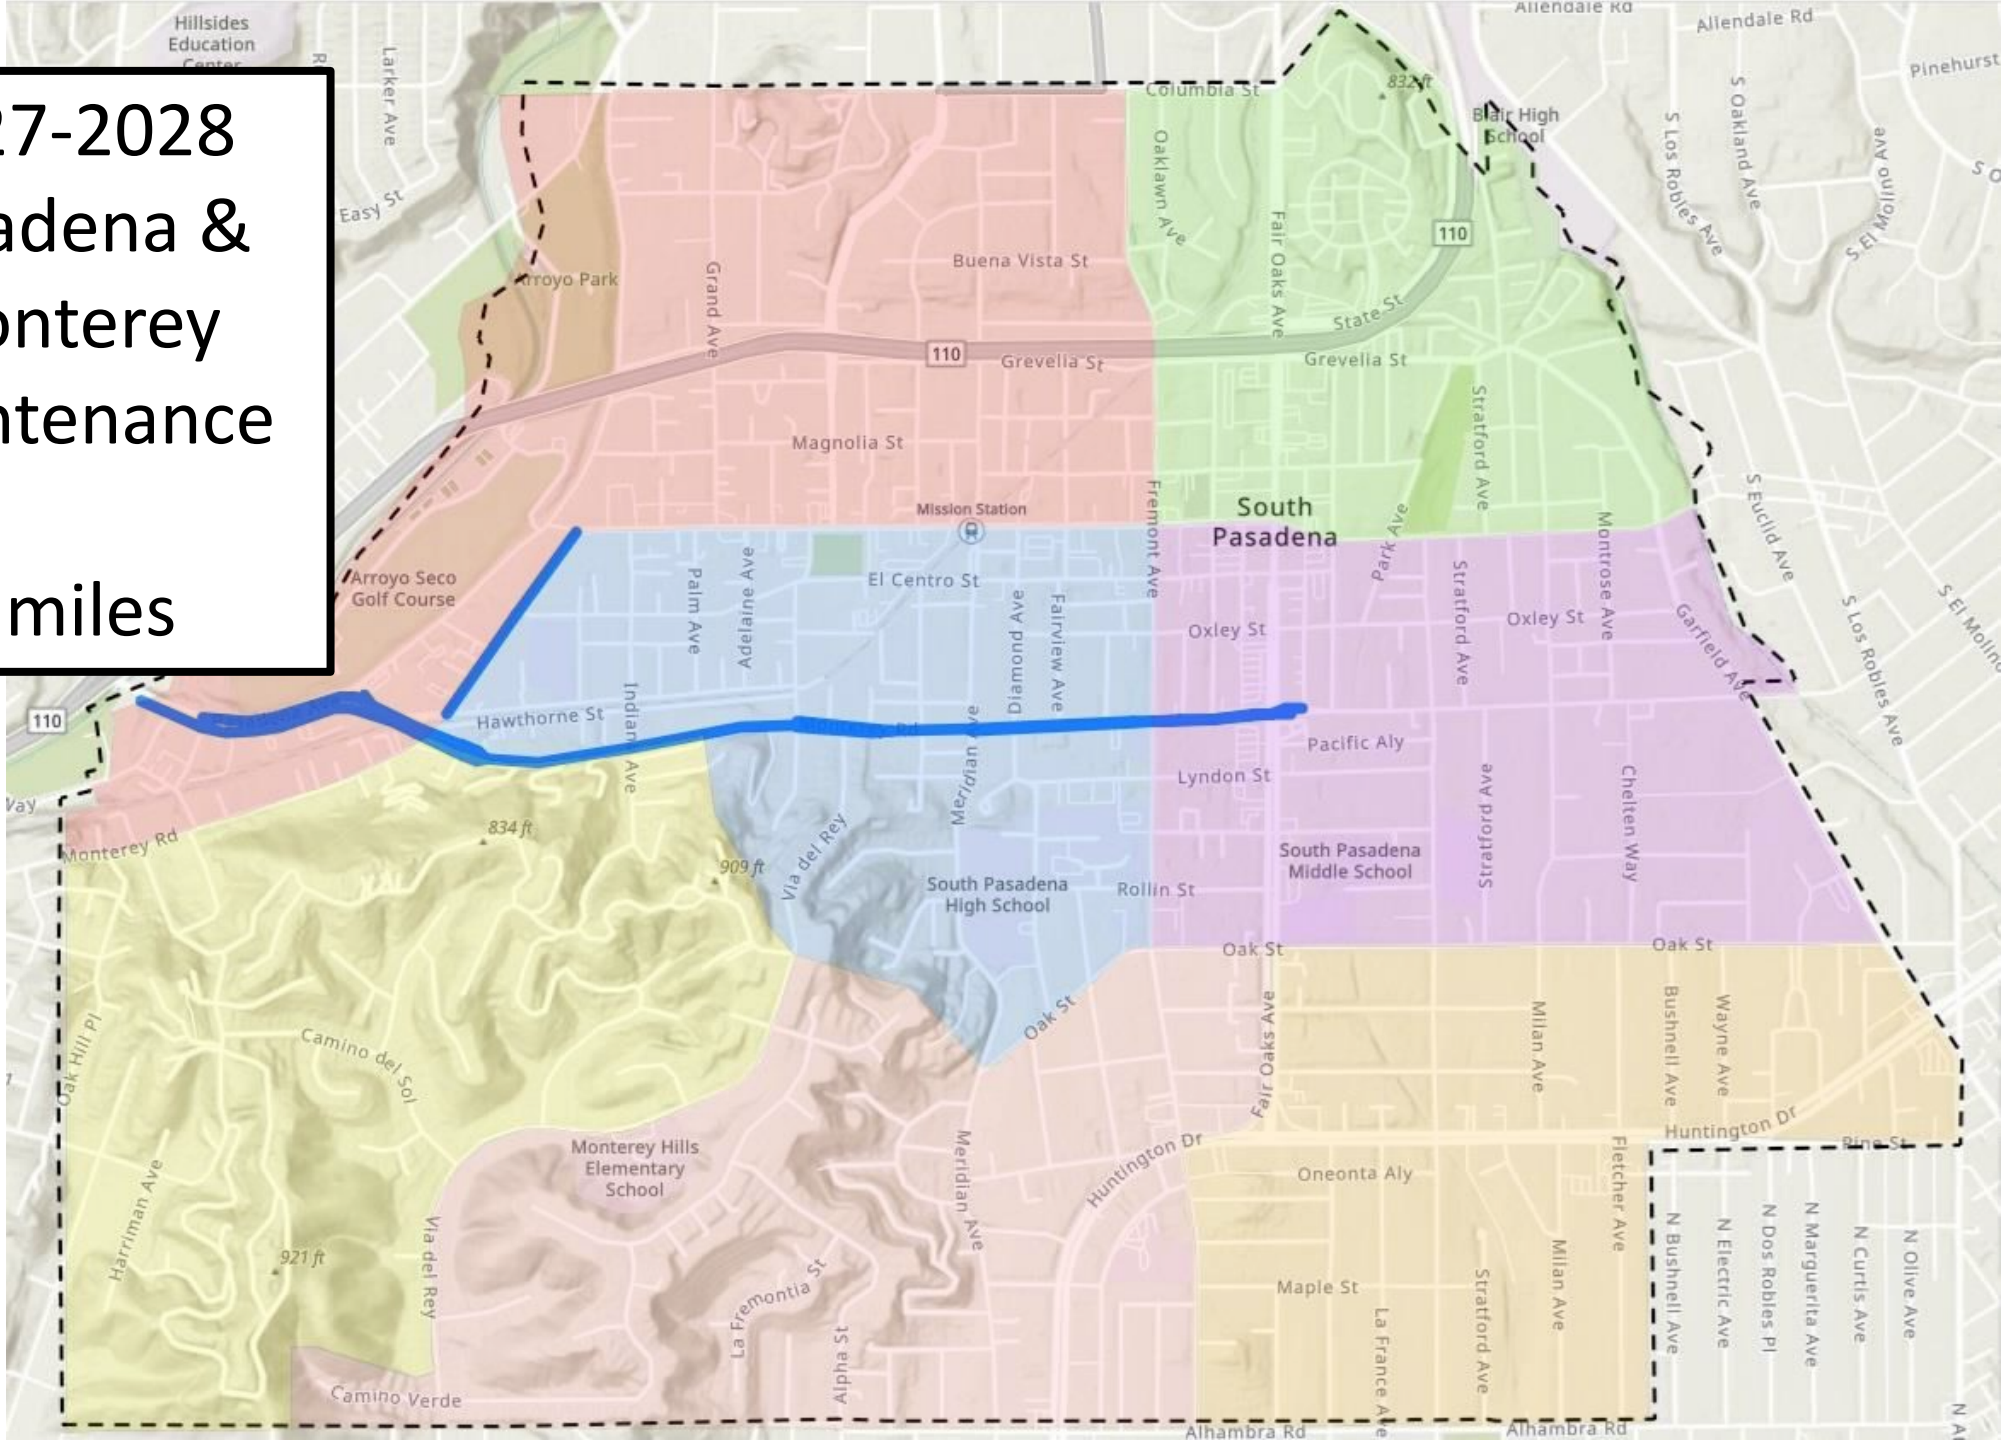 27-2028
adena &
onterey
ntenance
miles
Hillsides
Education
Center
Larker Ave
Easy St
Allendale Rd
Allendale Rd
Pinehurst
832 ft
Columbia St
Blair High
School
S Oakland Ave
S Los Robles Ave
S El Molino Ave
S O
Oaklawn Ave
Fair Oaks Ave
110
Buena Vista St
Arroyo Park
Grand Ave
State St
110
Grevelia St
Grevelia St
Stratford Ave
Magnolia St
Mission Station
Fremont Ave
South
Pasadena
Park Ave
Montrose Ave
S Euclid Ave
Arroyo Seco
Golf Course
Palm Ave
Adelaine Ave
El Centro St
Diamond Ave
Fairview Ave
Oxley St
Stratford Ave
Oxley St
Garfield Ave
S Los Robles Ave
S El Molino
110
Hawthorne St
Indiana Ave
Meridian Ave
Pacific Aly
Lyndon St
Way
Monterey Rd
834 ft
909 ft
Via del Rey
South Pasadena
High School
Rollin St
South Pasadena
Middle School
Stratford Ave
Chelten Way
Oak St
Oak St
Oak St
Oak Hill Pl
Camino del Sol
Fair Oaks Ave
Milan Ave
Bushnell Ave
Wayne Ave
Huntington Dr
Pine St
Monterey Hills
Elementary
School
Meridian Ave
Huntington Dr
Oneonta Aly
Fletcher Ave
Harriman Ave
921 ft
Via del Rey
La Fremontia St
Alpha St
Maple St
La France Ave
Stratford Ave
Milan Ave
N Bushnell Ave
N Electric Ave
N Dos Robles Pl
N Marguerita Ave
N Curtis Ave
N Olive Ave
Camino Verde
Alhambra Rd
Alhambra Rd